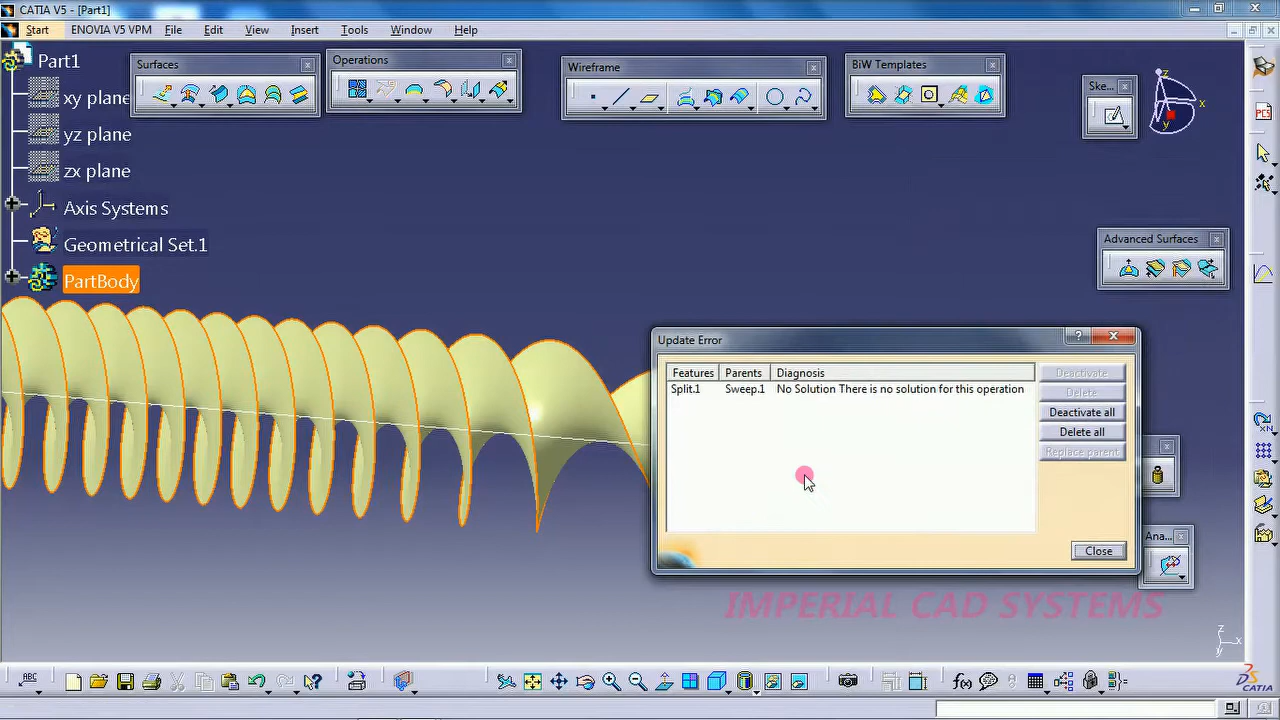 CATIA V5 - [Part1]
Start ENOVIA V5 VPM File Edit View Insert Tools Window Help
Part1
xy plane
yz plane
zx plane
Axis Systems
Geometrical Set.1
PartBody
Surfaces
Operations
Wireframe
BiW Templates
Ske...
z
x
y
PCS
Advanced Surfaces
Update Error
Features Parents Diagnosis
Split.1 Sweep.1 No Solution There is no solution for this operation
Deactivate
Delete
Deactivate all
Delete all
Replace parent
Close
Ana...
IMPERIAL CAD SYSTEMS
z
x
y
ABC
f(x)
CATIA